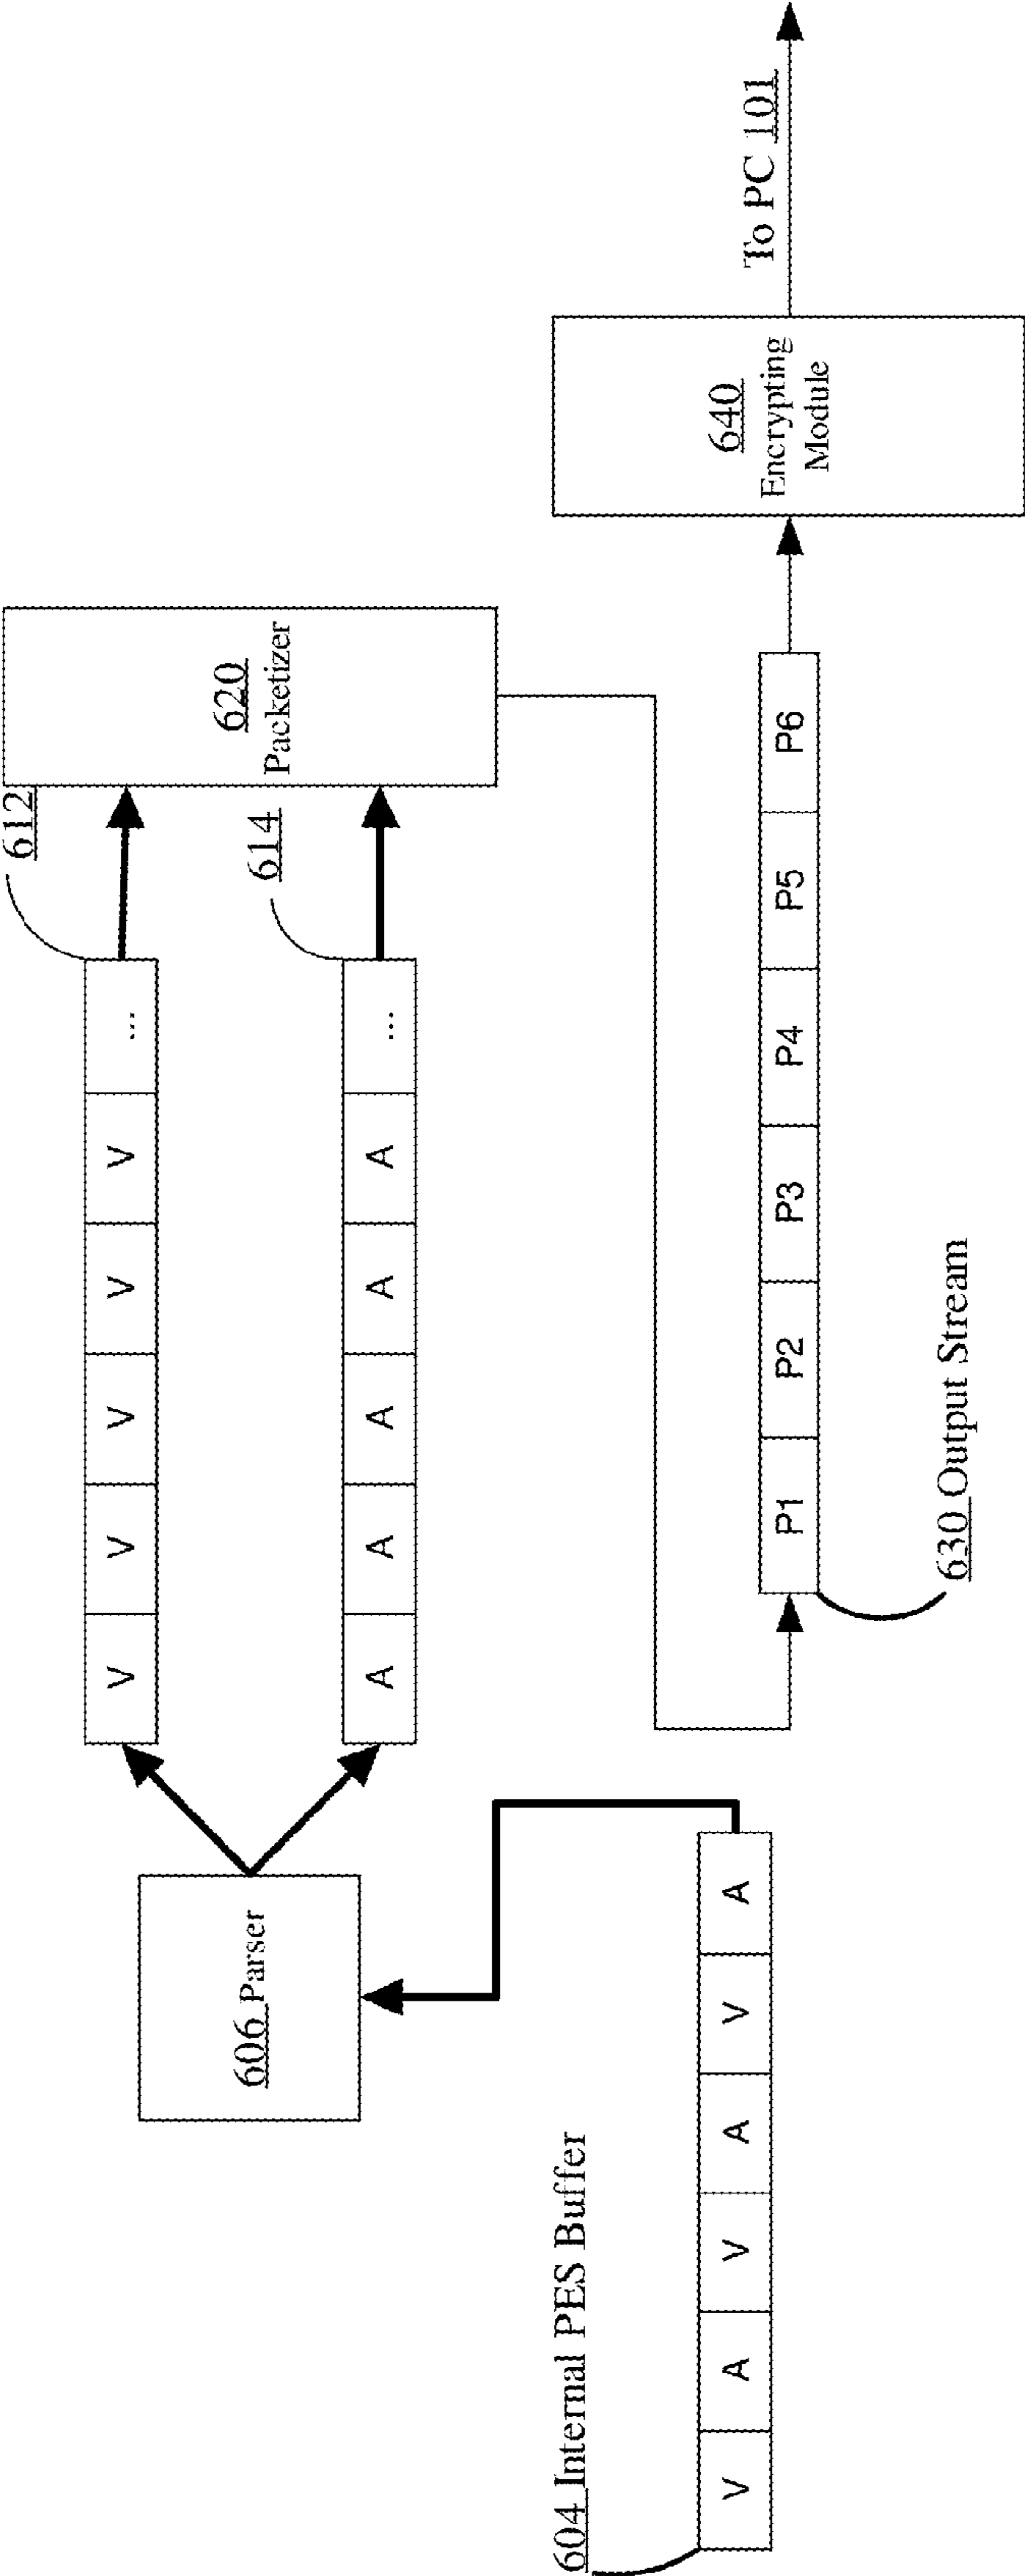 604 Internal PES Buffer
V A V A V A
606 Parser
V V V V V ...
612
A A A A A ...
614
620
Packetizer
P1 P2 P3 P4 P5 P6
630 Output Stream
640
Encrypting
Module
To PC 101